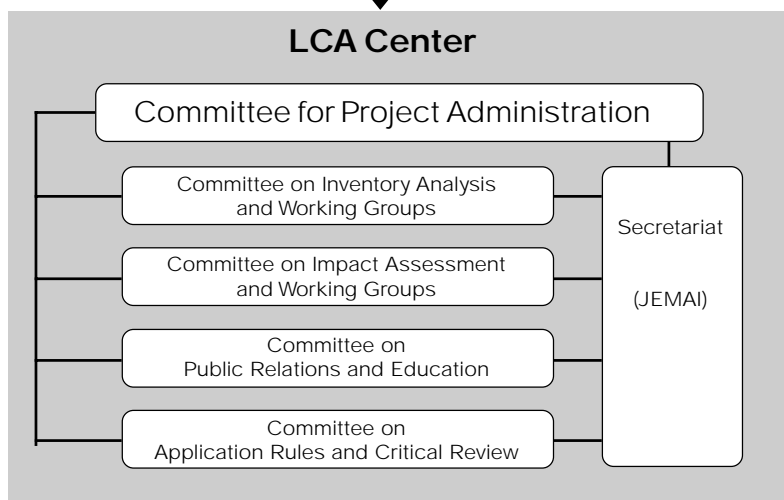 LCA Center
Committee for Project Administration
Committee on Inventory Analysis
and Working Groups
Committee on Impact Assessment
and Working Groups
Committee on
Public Relations and Education
Committee on
Application Rules and Critical Review
Secretariat
(JEMAI)